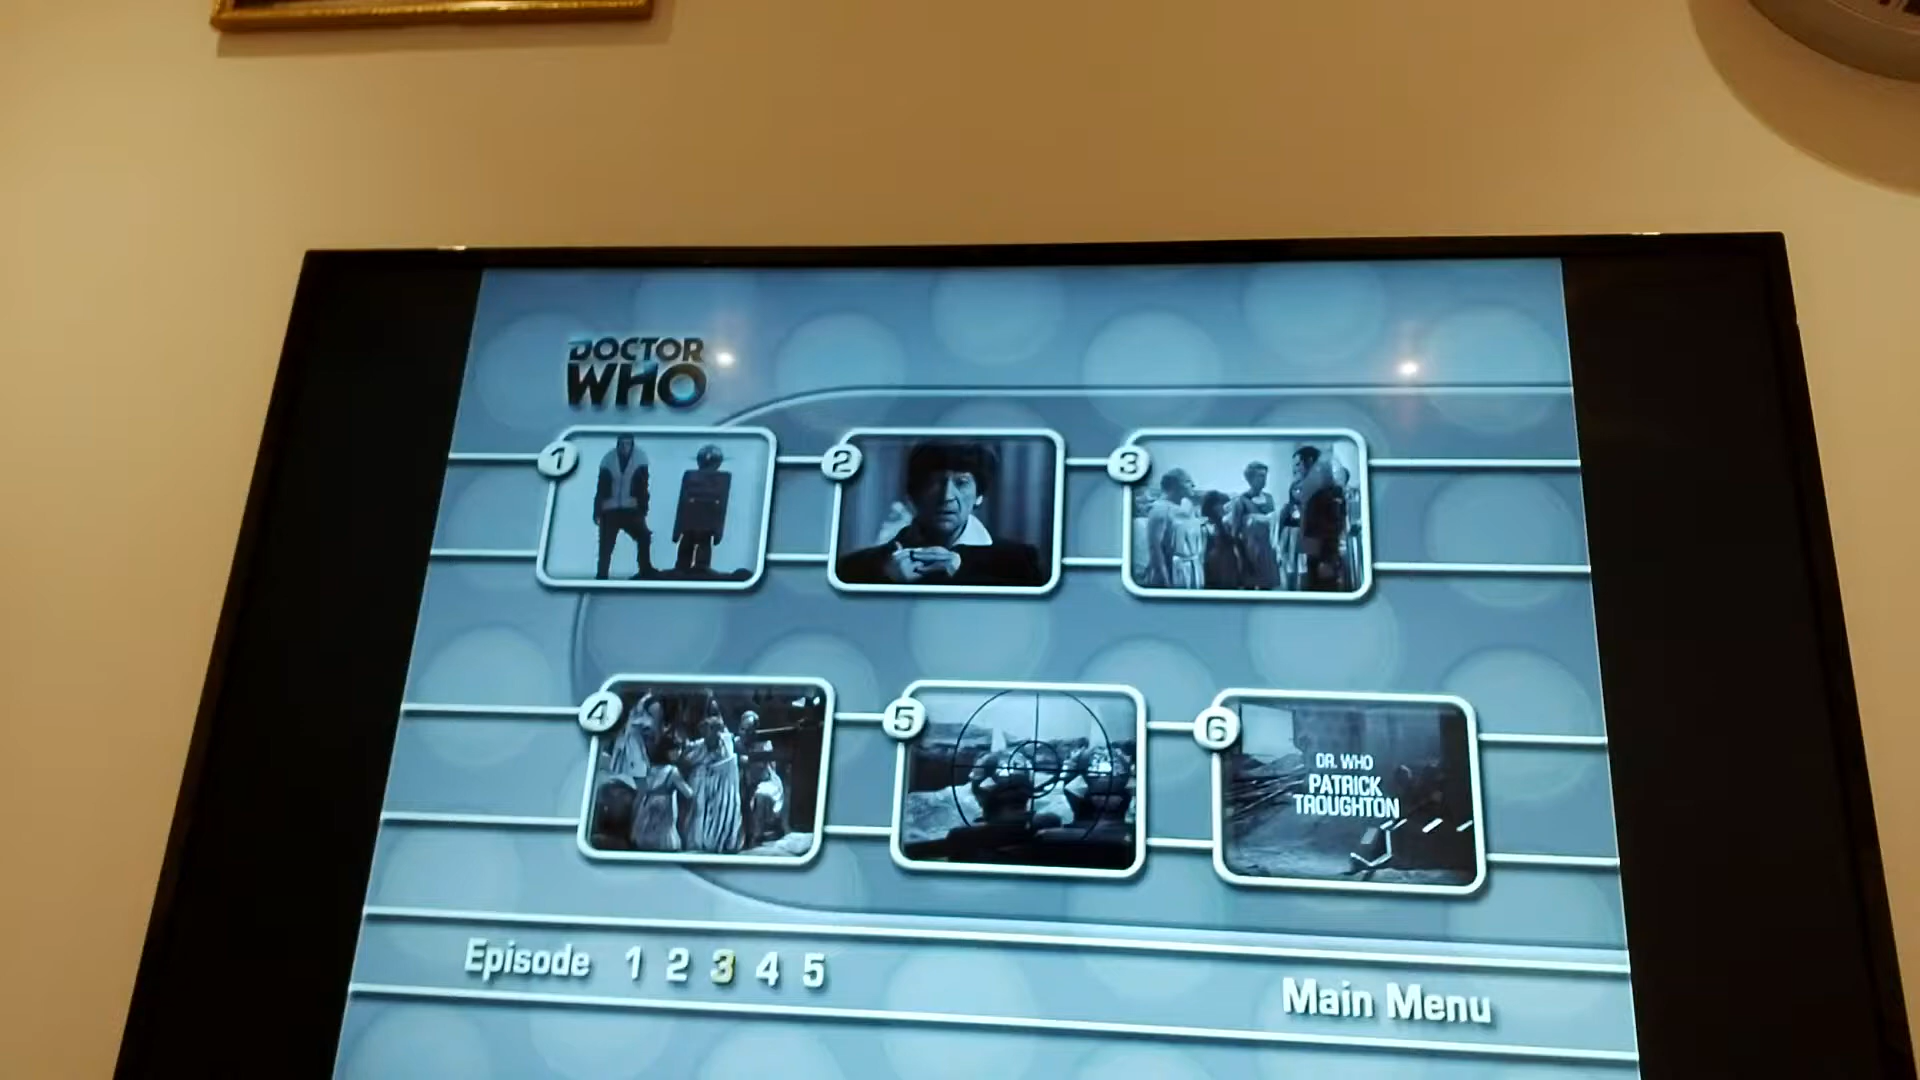 DOCTOR
WHO
1
2
3
4
5
6
DR. WHO
PATRICK
TROUGHTON
Episode 1 2 3 4 5
Main Menu